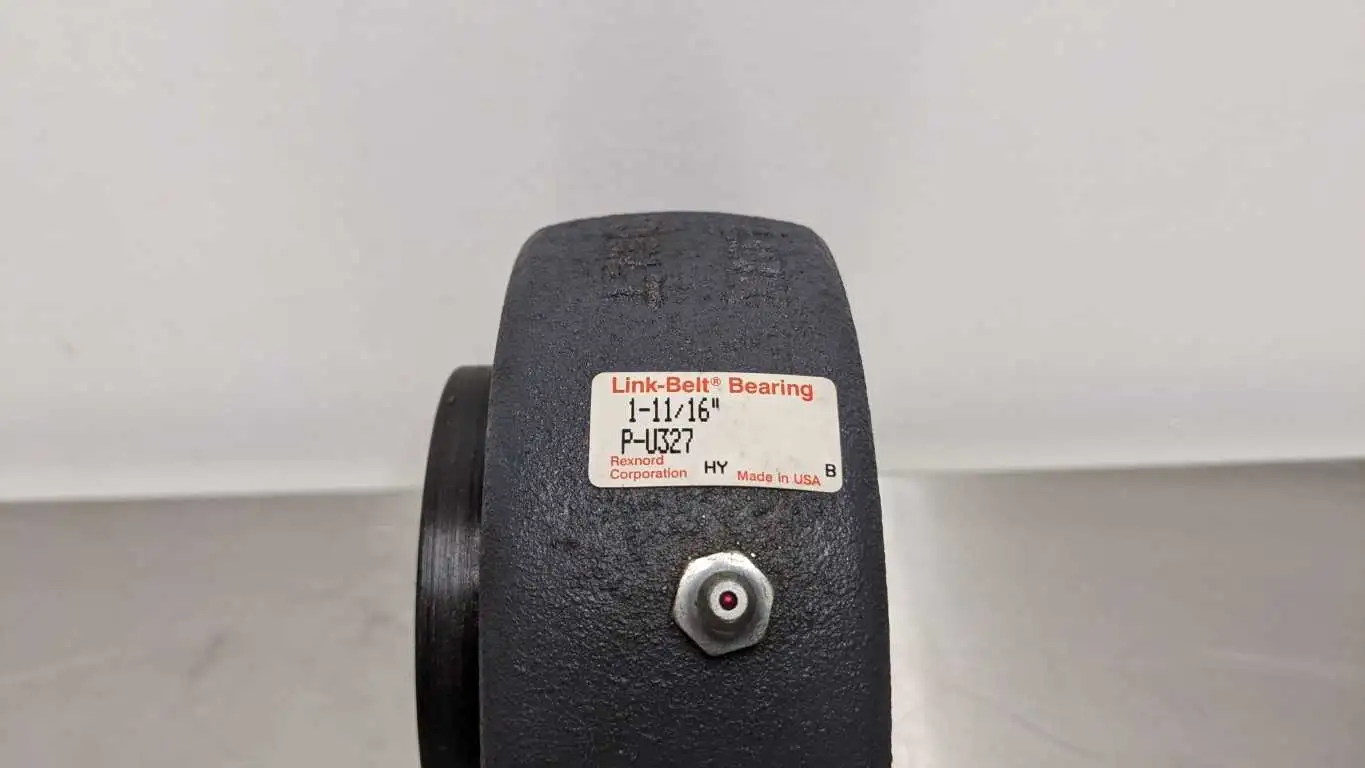 Link-Belt® Bearing
1-11/16"
P-U327
Rexnord
Corporation HY Made in USA B